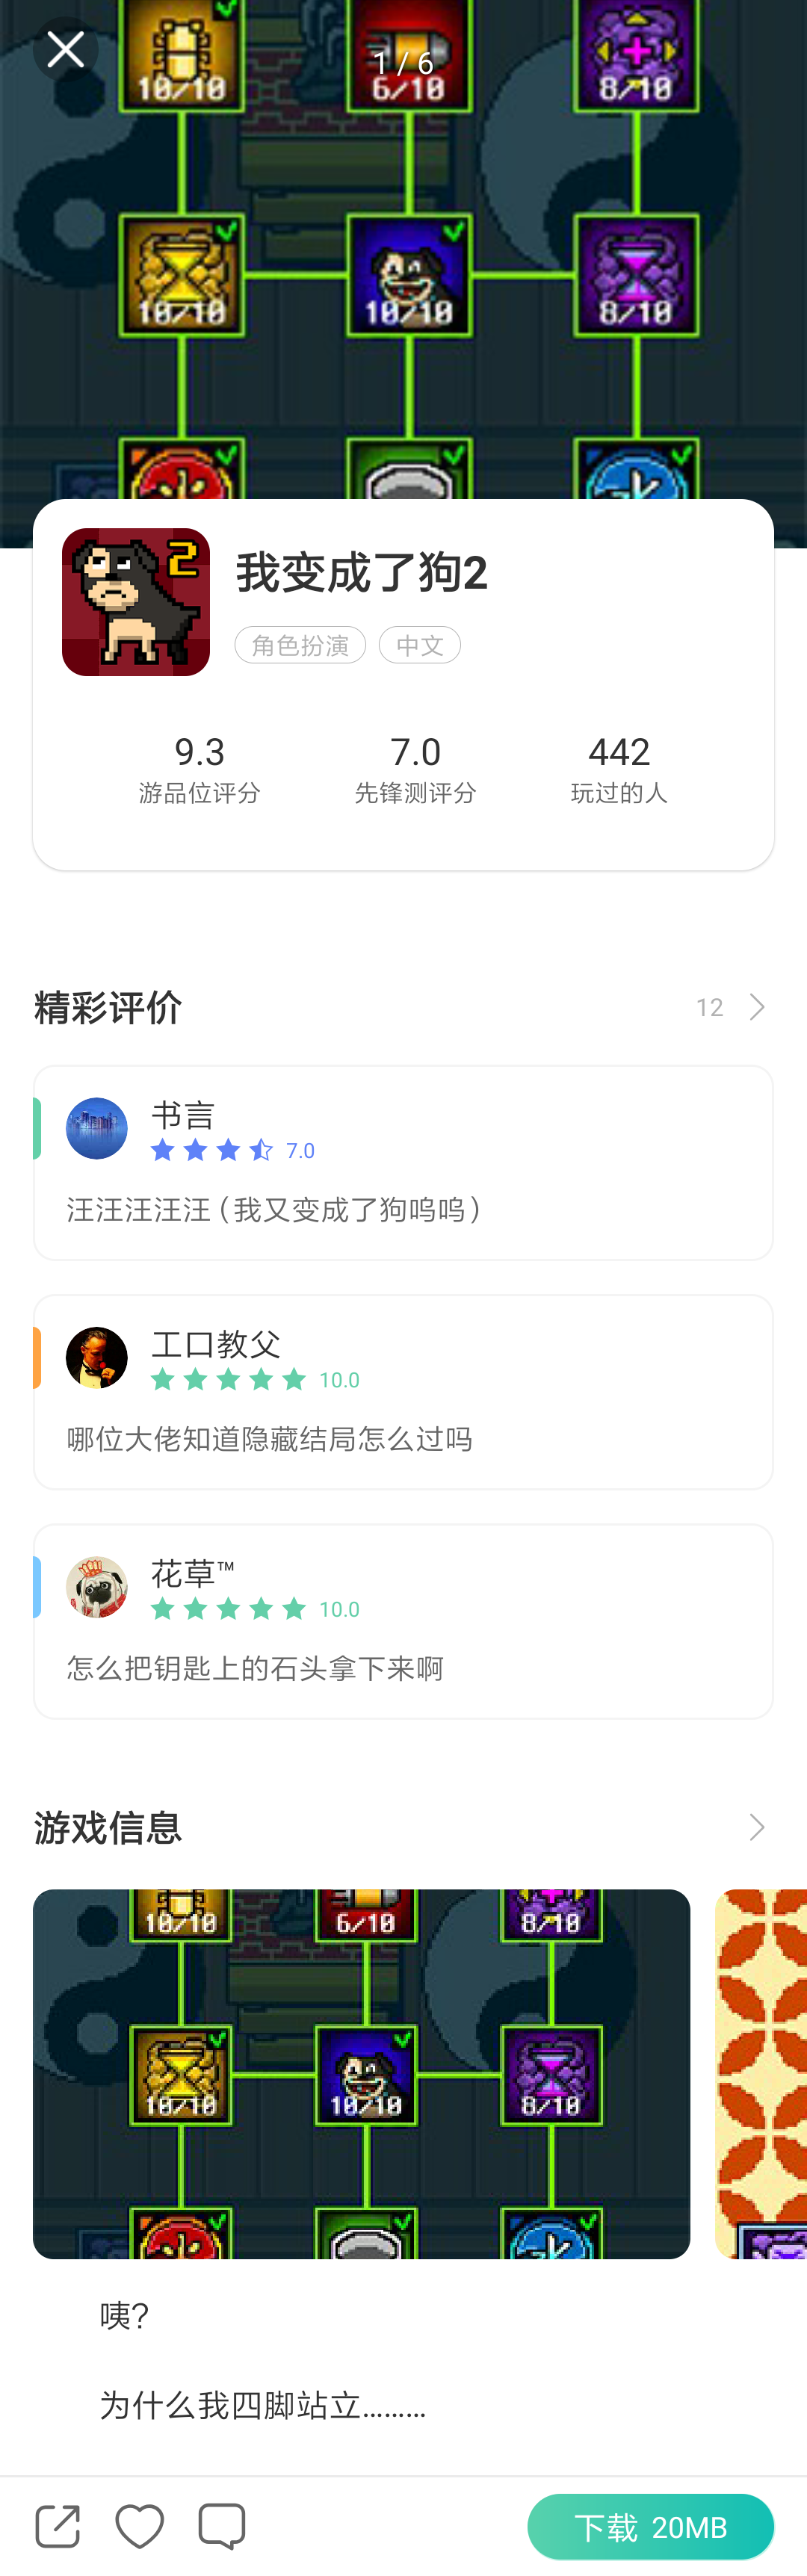 10/10
1 / 6
6/10
8/10
10/10
10/10
8/10
火
水
2
我变成了狗2
角色扮演
中文
9.3
7.0
442
游品位评分
先锋测评分
玩过的人
精彩评价
12
书言
7.0
汪汪汪汪汪（我又变成了狗呜呜）
工口教父
10.0
哪位大佬知道隐藏结局怎么过吗
花草™
10.0
怎么把钥匙上的石头拿下来啊
游戏信息
10/10
6/10
8/10
10/10
10/10
8/10
火
水
咦?
为什么我四脚站立………
下载 20MB